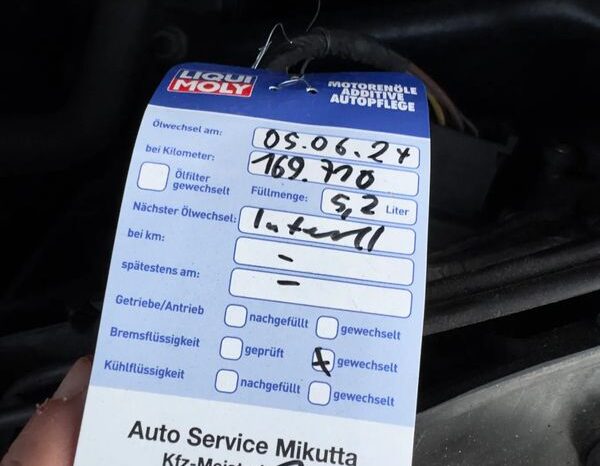 LIQUI MOLY
MOTORENÖLE
ADDITIVE
AUTOPFLEGE
Ölwechsel am: 05.06.24
bei Kilometer: 169.710
Ölfilter gewechselt Füllmenge: 5,2 Liter
Nächster Ölwechsel: Intervall
bei km: -
spätestens am: -
Getriebe/Antrieb nachgefüllt gewechselt
Bremsflüssigkeit geprüft x gewechselt
Kühlflüssigkeit nachgefüllt gewechselt
Auto Service Mikutta